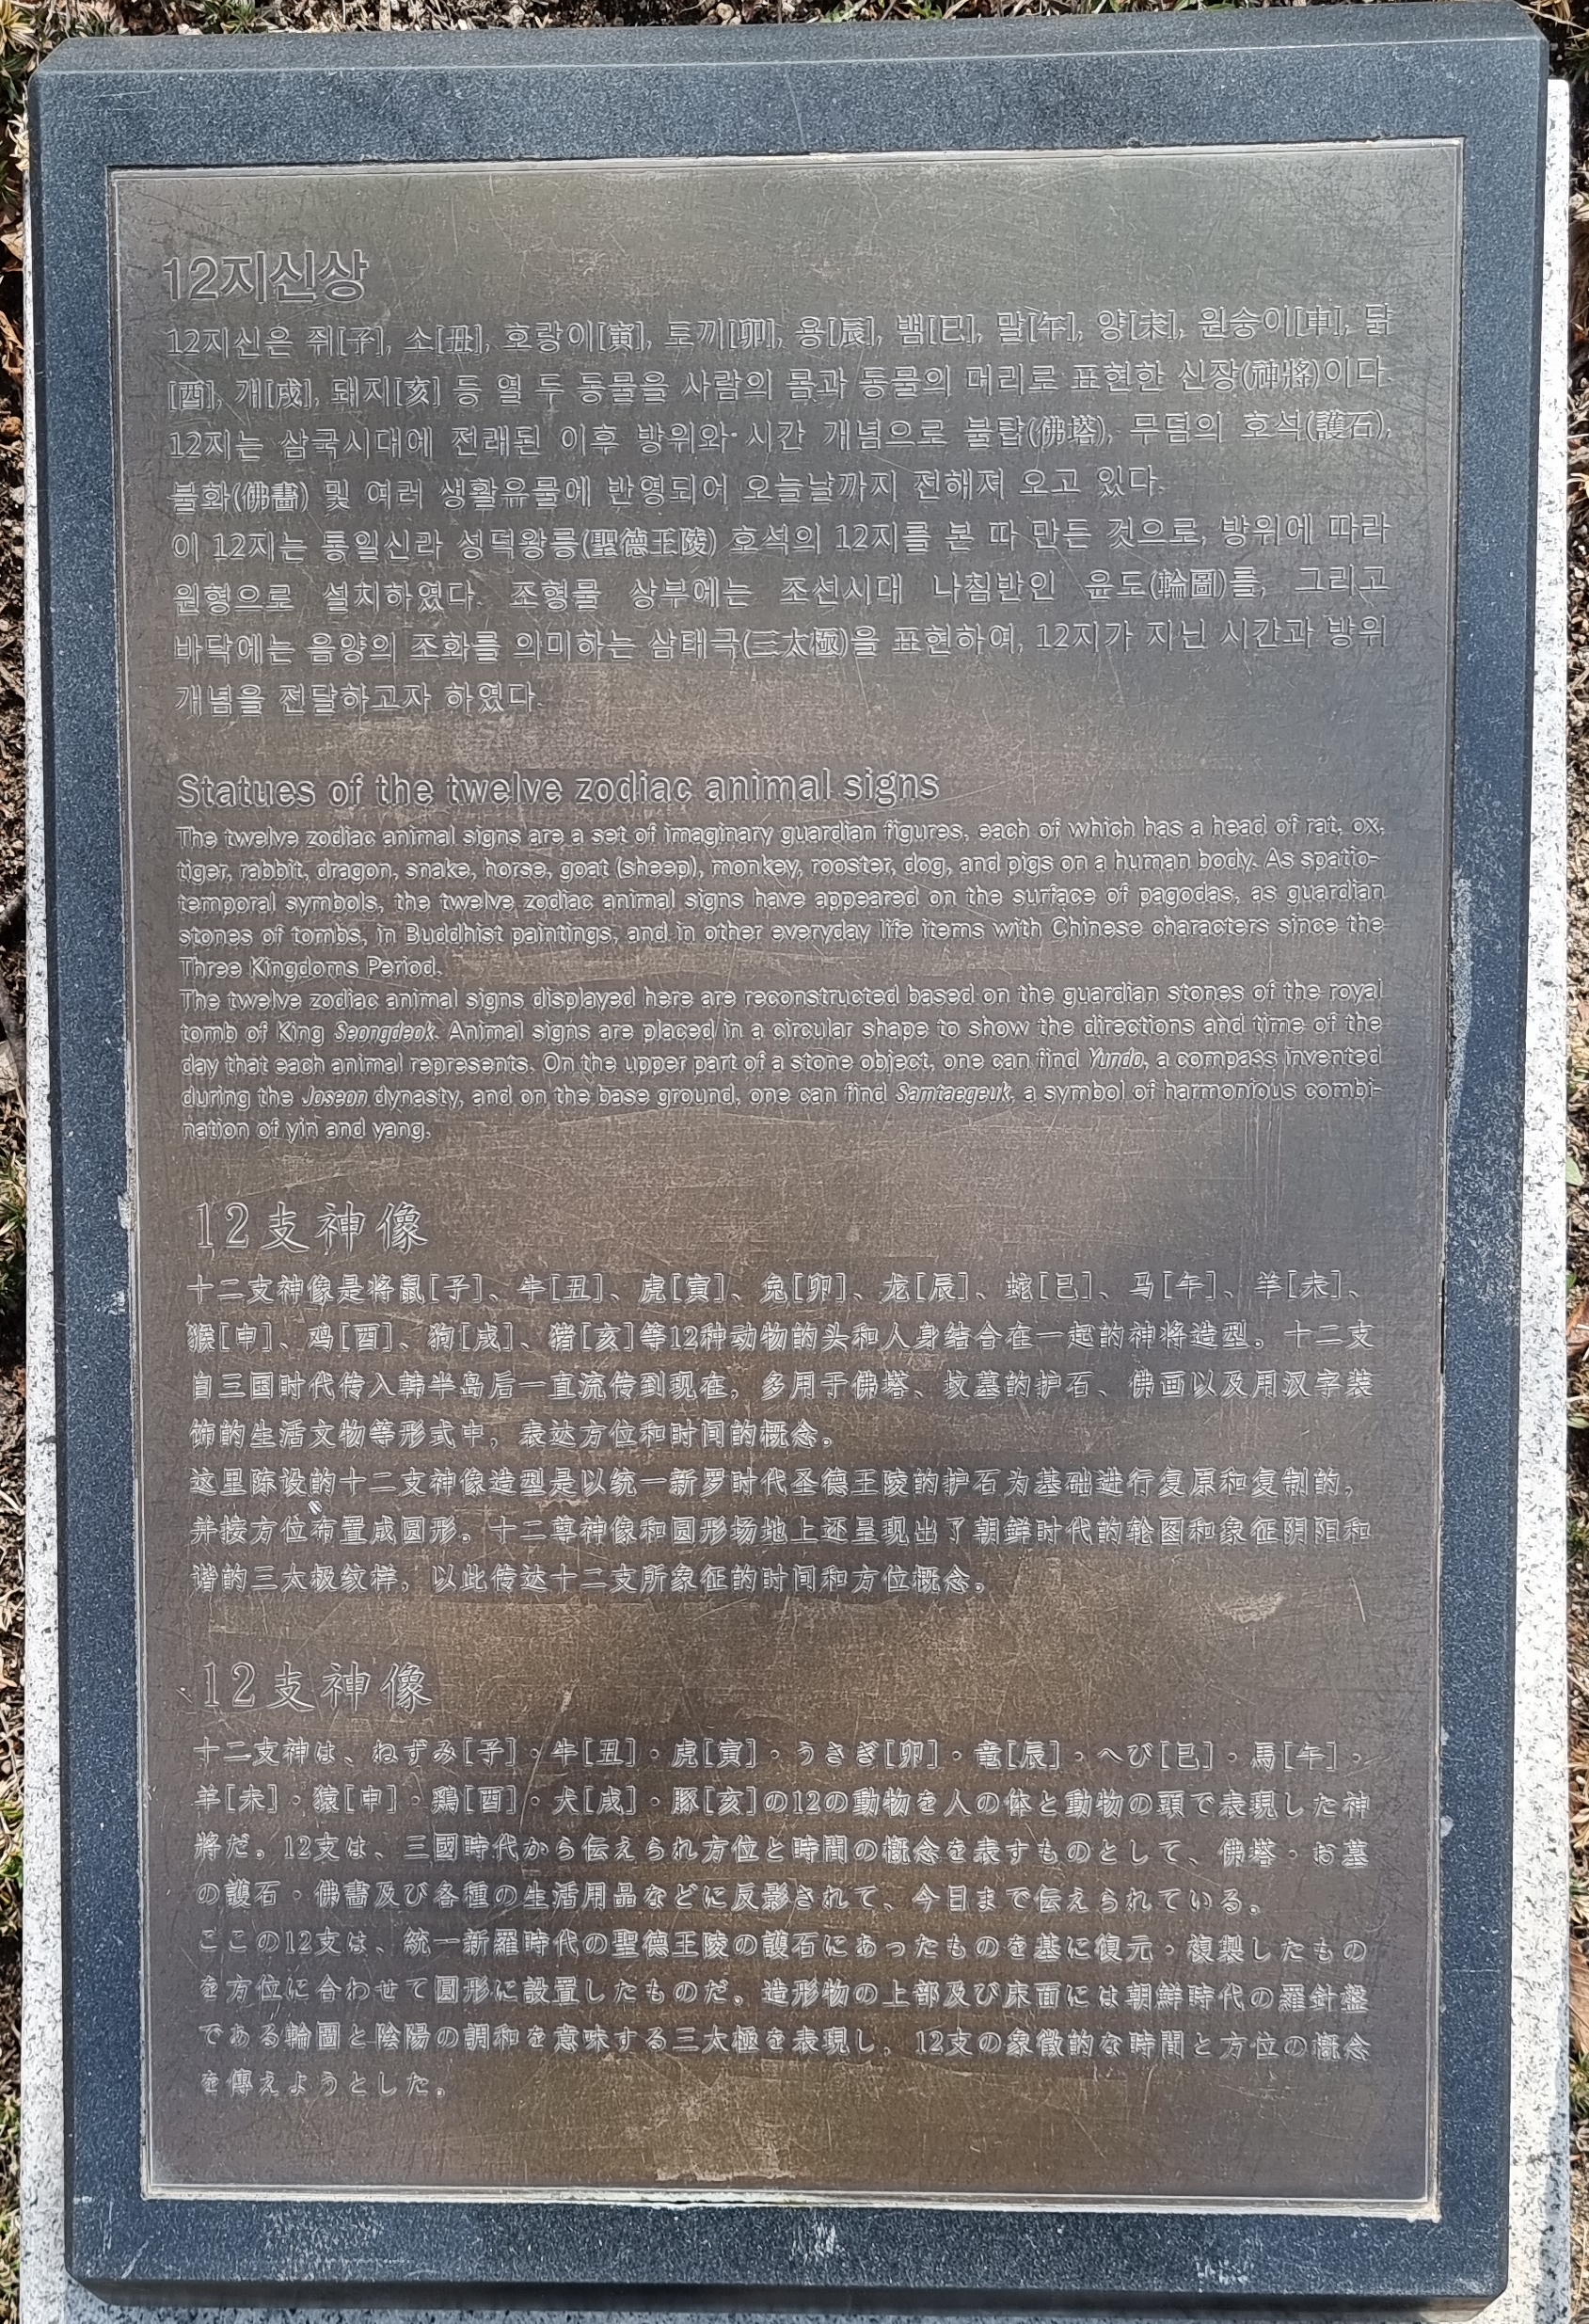 12지신상
12지신은 쥐[子], 소[丑], 호랑이[寅], 토끼[卯], 용[辰], 뱀[巳], 말[午], 양[未], 원숭이[申], 닭
[酉], 개[戌], 돼지[亥] 등 열 두 동물을 사람의 몸과 동물의 머리로 표현한 신장(神將)이다.
12지는 삼국시대에 전래된 이후 방위와 시간 개념으로 불탑(佛塔), 무덤의 호석(護石),
불화(佛畵) 및 여러 생활유물에 반영되어 오늘날까지 전해져 오고 있다.
이 12지는 통일신라 성덕왕릉(聖德王陵) 호석의 12지를 본 따 만든 것으로, 방위에 따라
원형으로 설치하였다. 조형물 상부에는 조선시대 나침반인 윤도(輪圖)를, 그리고
바닥에는 음양의 조화를 의미하는 삼태극(三太極)을 표현하여, 12지가 지닌 시간과 방위
개념을 전달하고자 하였다.
Statues of the twelve zodiac animal signs
The twelve zodiac animal signs are a set of imaginary guardian figures, each of which has a head of rat, ox,
tiger, rabbit, dragon, snake, horse, goat (sheep), monkey, rooster, dog, and pigs on a human body. As spatio-
temporal symbols, the twelve zodiac animal signs have appeared on the surface of pagodas, as guardian
stones of tombs, in Buddhist paintings, and in other everyday life items with Chinese characters since the
Three Kingdoms Period.
The twelve zodiac animal signs displayed here are reconstructed based on the guardian stones of the royal
tomb of King Seongdeok. Animal signs are placed in a circular shape to show the directions and time of the
day that each animal represents. On the upper part of a stone object, one can find Yundo, a compass invented
during the Joseon dynasty, and on the base ground, one can find Samtaegeuk, a symbol of harmonious combi-
nation of yin and yang.
12支神像
十二支神像是将鼠[子]、牛[丑]、虎[寅]、兔[卯]、龙[辰]、蛇[巳]、马[午]、羊[未]、
猴[申]、鸡[酉]、狗[戌]、猪[亥]等12种动物的头和人身结合在一起的神将造型。十二支
自三国时代传入韩半岛后一直流传到现在，多用于佛塔、坟墓的护石、佛画以及用汉字装
饰的生活文物等形式中，表达方位和时间的概念。
这里陈设的十二支神像造型是以统一新罗时代圣德王陵的护石为基础进行复原和复制的，
并按方位布置成圆形。十二尊神像和圆形场地上还呈现出了朝鲜时代的轮图和象征阴阳和
谐的三太极纹样，以此传达十二支所象征的时间和方位概念。
12支神像
十二支神は、ねずみ[子]・牛[丑]・虎[寅]・うさぎ[卯]・竜[辰]・へび[巳]・馬[午]・
羊[未]・猿[申]・鶏[酉]・犬[戌]・豚[亥]の12の動物を人の体と動物の頭で表現した神
將だ。12支は、三國時代から伝えられ方位と時間の概念を表すものとして、佛塔・お墓
の護石・佛畵及び各種の生活用品などに反影されて、今日まで伝えられている。
ここの12支は、統一新羅時代の聖德王陵の護石にあったものを基に復元・複製したもの
を方位に合わせて圓形に設置したものだ。造形物の上部及び床面には朝鮮時代の羅針盤
である輪圖と陰陽の調和を意味する三太極を表現し、12支の象徴的な時間と方位の概念
を傳えようとした。